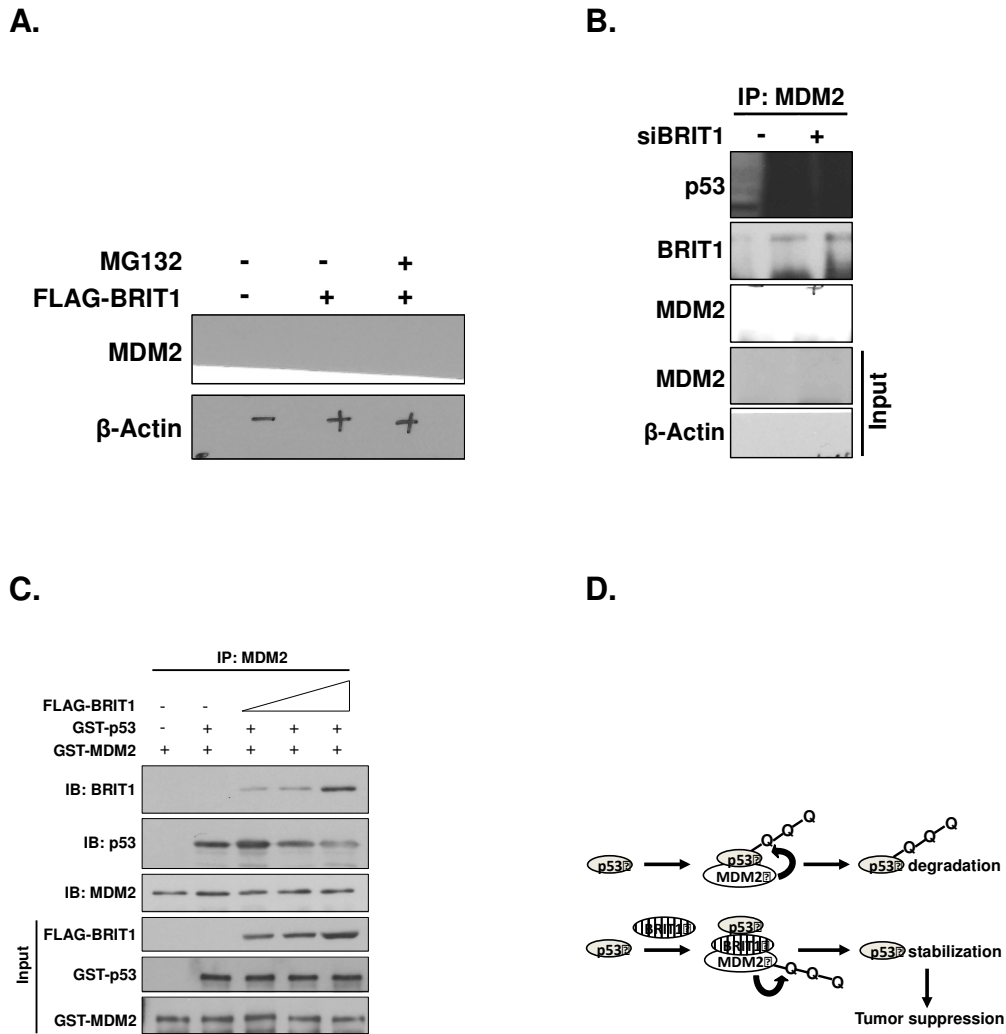 A.
MG132 - - +
FLAG-BRIT1 - + +
MDM2
β-Actin
- + +
B.
IP: MDM2
siBRIT1 - +
p53
BRIT1
MDM2
MDM2
β-Actin
Input
C.
IP: MDM2
FLAG-BRIT1 - -
GST-p53 - + + + +
GST-MDM2 + + + + +
IB: BRIT1
IB: p53
IB: MDM2
FLAG-BRIT1
GST-p53
GST-MDM2
Input
D.
Q Q Q
p53 p53 MDM2
Q Q Q
p53 degradation
BRIT1
p53 p53 BRIT1 MDM2
Q Q Q
p53 stabilization
Tumor suppression